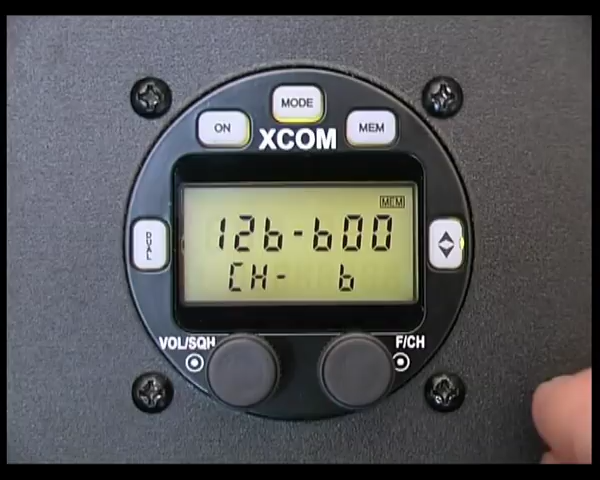 MODE
ON
MEM
XCOM
MEM
126-600
DUAL
CH- 6
VOL/SQH
F/CH